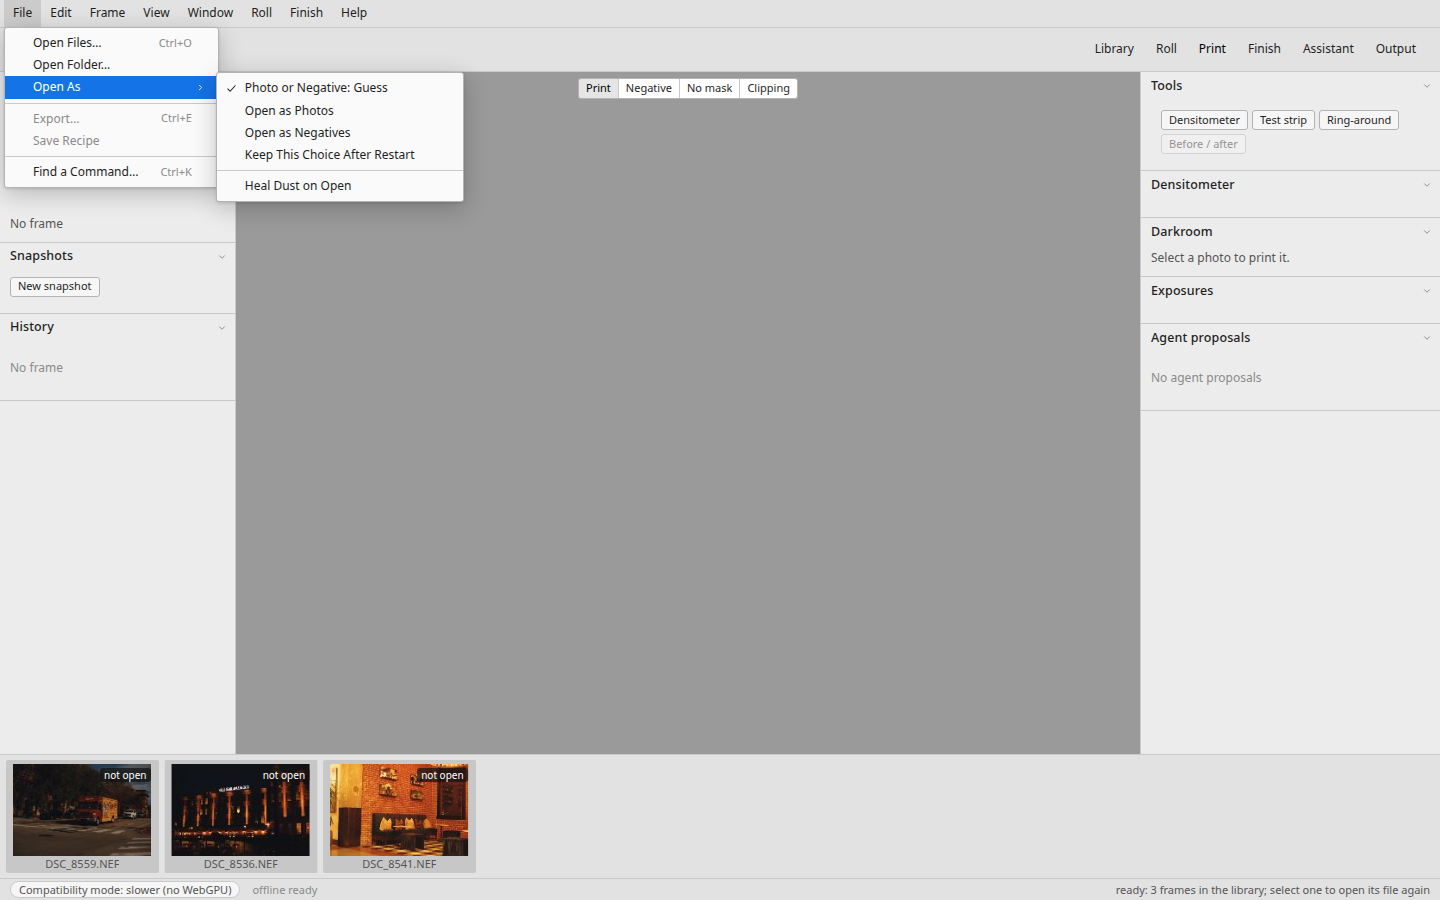 File Edit Frame View Window Roll Finish Help
Open Files... Ctrl+O
Open Folder...
Open As
Export... Ctrl+E
Save Recipe
Find a Command... Ctrl+K
Photo or Negative: Guess
Open as Photos
Open as Negatives
Keep This Choice After Restart
Heal Dust on Open
Library Roll Print Finish Assistant Output
Print Negative No mask Clipping
No frame
Snapshots
New snapshot
History
No frame
Tools
Densitometer Test strip Ring-around
Before / after
Densitometer
Darkroom
Select a photo to print it.
Exposures
Agent proposals
No agent proposals
not open not open not open
DSC_8559.NEF DSC_8536.NEF DSC_8541.NEF
Compatibility mode: slower (no WebGPU) offline ready ready: 3 frames in the library; select one to open its file again